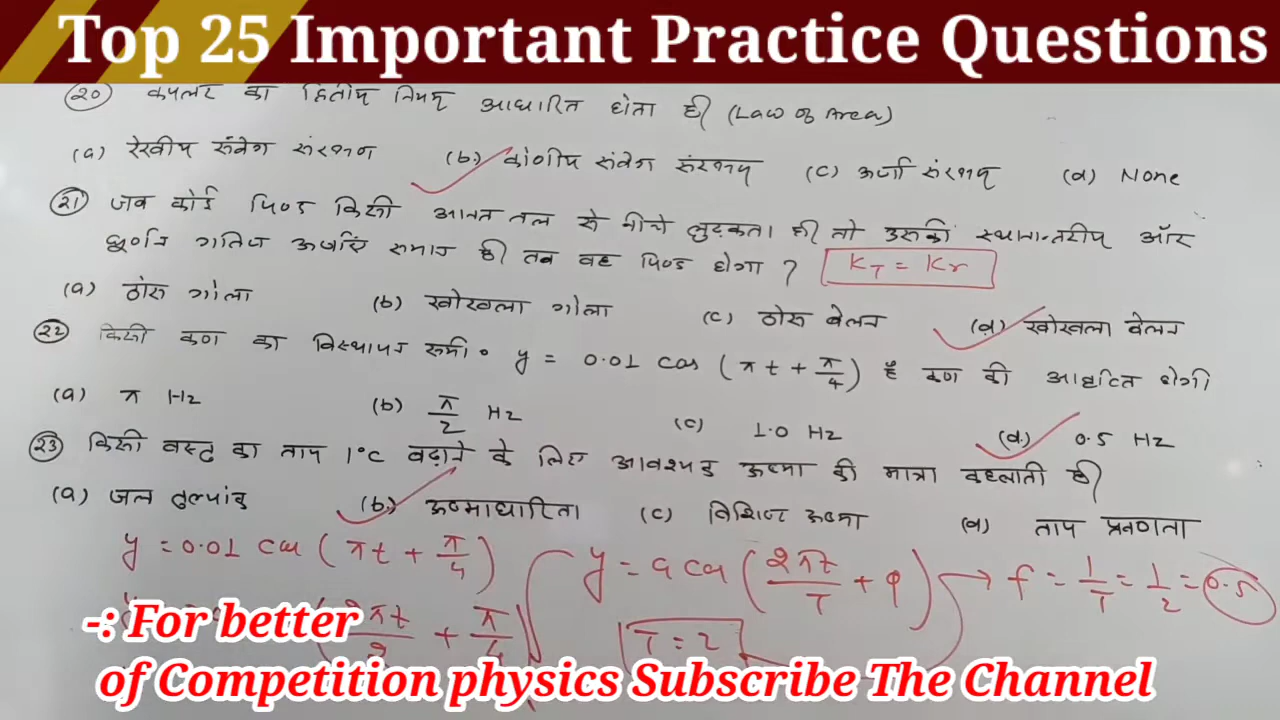 Top 25 Important Practice Questions
20 केपलर का द्वितीय नियम आधारित होता है (Law of Area)
(a) रेखीय संवेग संरक्षण (b) कोणीय संवेग संरक्षण (c) ऊर्जा संरक्षण (d) None
21 जब कोई पिण्ड किसी आनत तल से नीचे लुढ़कता है तो उसकी स्थानान्तरीय और
घूर्णन गतिज ऊर्जाएं समान है तब वह पिण्ड होगा ? KT = Kr
(a) ठोस गोला (b) खोखला गोला (c) ठोस बेलन (d) खोखला बेलन
22 किसी कण का विस्थापन समी॰ y = 0.01 cos (πt + π/4) है कण की आवृत्ति होगी
(a) π Hz (b) π/2 Hz (c) 1.0 Hz (d) 0.5 Hz
23 किसी वस्तु का ताप 1°C बढ़ाने के लिए आवश्यक ऊष्मा की मात्रा कहलाती है
(a) जल तुल्यांक (b) ऊष्माधारिता (c) विशिष्ट ऊष्मा (d) ताप प्रवणता
y = 0.01 cos (πt + π/4) y = a cos (2πt/T + φ) → f = 1/T = 1/2 = 0.5
2πt/2 + π/4 T = 2
-: For better
of Competition physics Subscribe The Channel